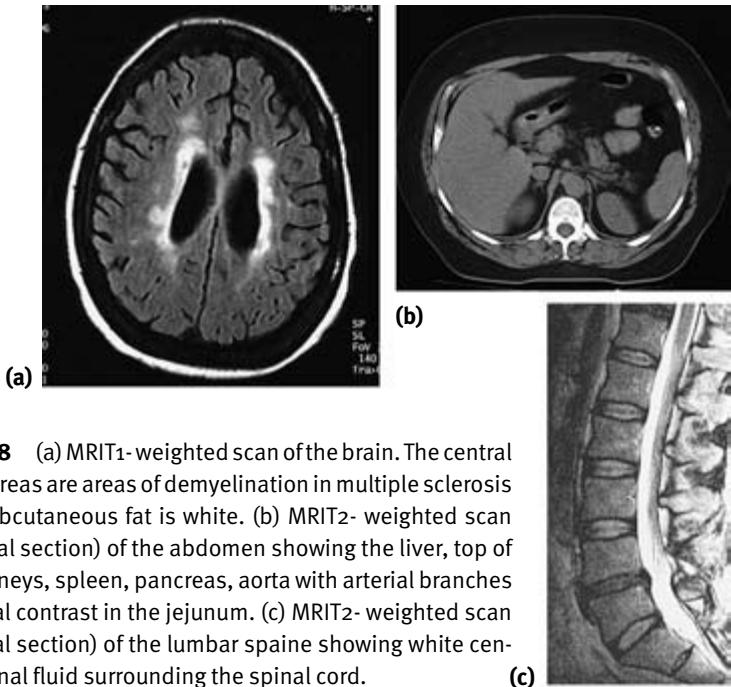 (a)
(b)
(c)
SP
SL
FoV
140
Tra>
8 (a) MRIT1- weighted scan of the brain. The central
reas are areas of demyelination in multiple sclerosis
bcutaneous fat is white. (b) MRIT2- weighted scan
al section) of the abdomen showing the liver, top of
neys, spleen, pancreas, aorta with arterial branches
al contrast in the jejunum. (c) MRIT2- weighted scan
al section) of the lumbar spaine showing white cen-
nal fluid surrounding the spinal cord.